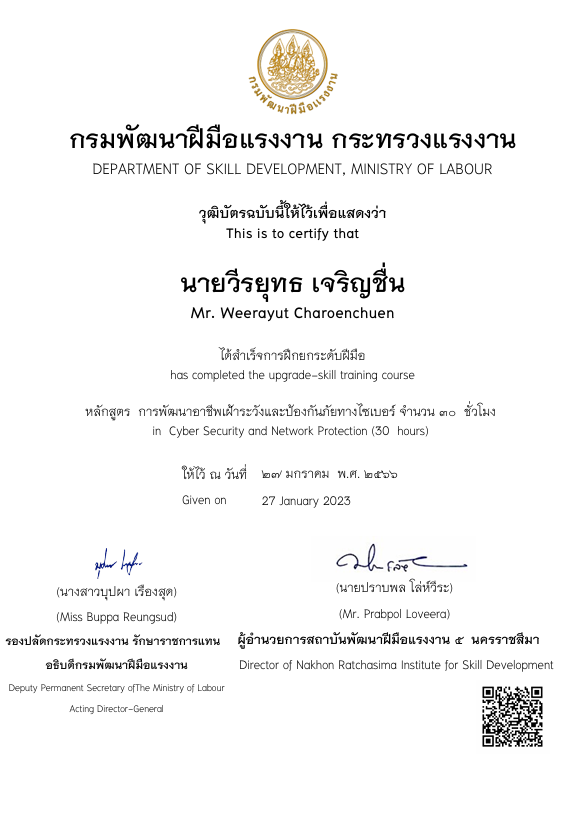 กรมพัฒนาฝีมือแรงงาน
กรมพัฒนาฝีมือแรงงาน กระทรวงแรงงาน
DEPARTMENT OF SKILL DEVELOPMENT, MINISTRY OF LABOUR
วุฒิบัตรฉบับนี้ให้ไว้เพื่อแสดงว่า
This is to certify that
นายวีรยุทธ เจริญชื่น
Mr. Weerayut Charoenchuen
ได้สำเร็จการฝึกยกระดับฝีมือ
has completed the upgrade-skill training course
หลักสูตร การพัฒนาอาชีพเฝ้าระวังและป้องกันภัยทางไซเบอร์ จำนวน ๓๐ ชั่วโมง
in Cyber Security and Network Protection (30 hours)
ให้ไว้ ณ วันที่ ๒๗ มกราคม พ.ศ. ๒๕๖๖
Given on 27 January 2023
(นางสาวบุปผา เรืองสุด)
(Miss Buppa Reungsud)
รองปลัดกระทรวงแรงงาน รักษาราชการแทน
อธิบดีกรมพัฒนาฝีมือแรงงาน
Deputy Permanent Secretary ofThe Ministry of Labour
Acting Director-General
(นายปราบพล โล่ห์วีระ)
(Mr. Prabpol Loveera)
ผู้อำนวยการสถาบันพัฒนาฝีมือแรงงาน ๕ นครราชสีมา
Director of Nakhon Ratchasima Institute for Skill Development